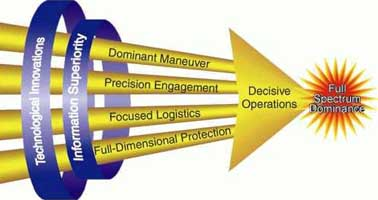 Technological Innovations
Information Superiority
Dominant Maneuver
Precision Engagement
Focused Logistics
Full-Dimensional Protection
Decisive
Operations
Full
Spectrum
Dominance